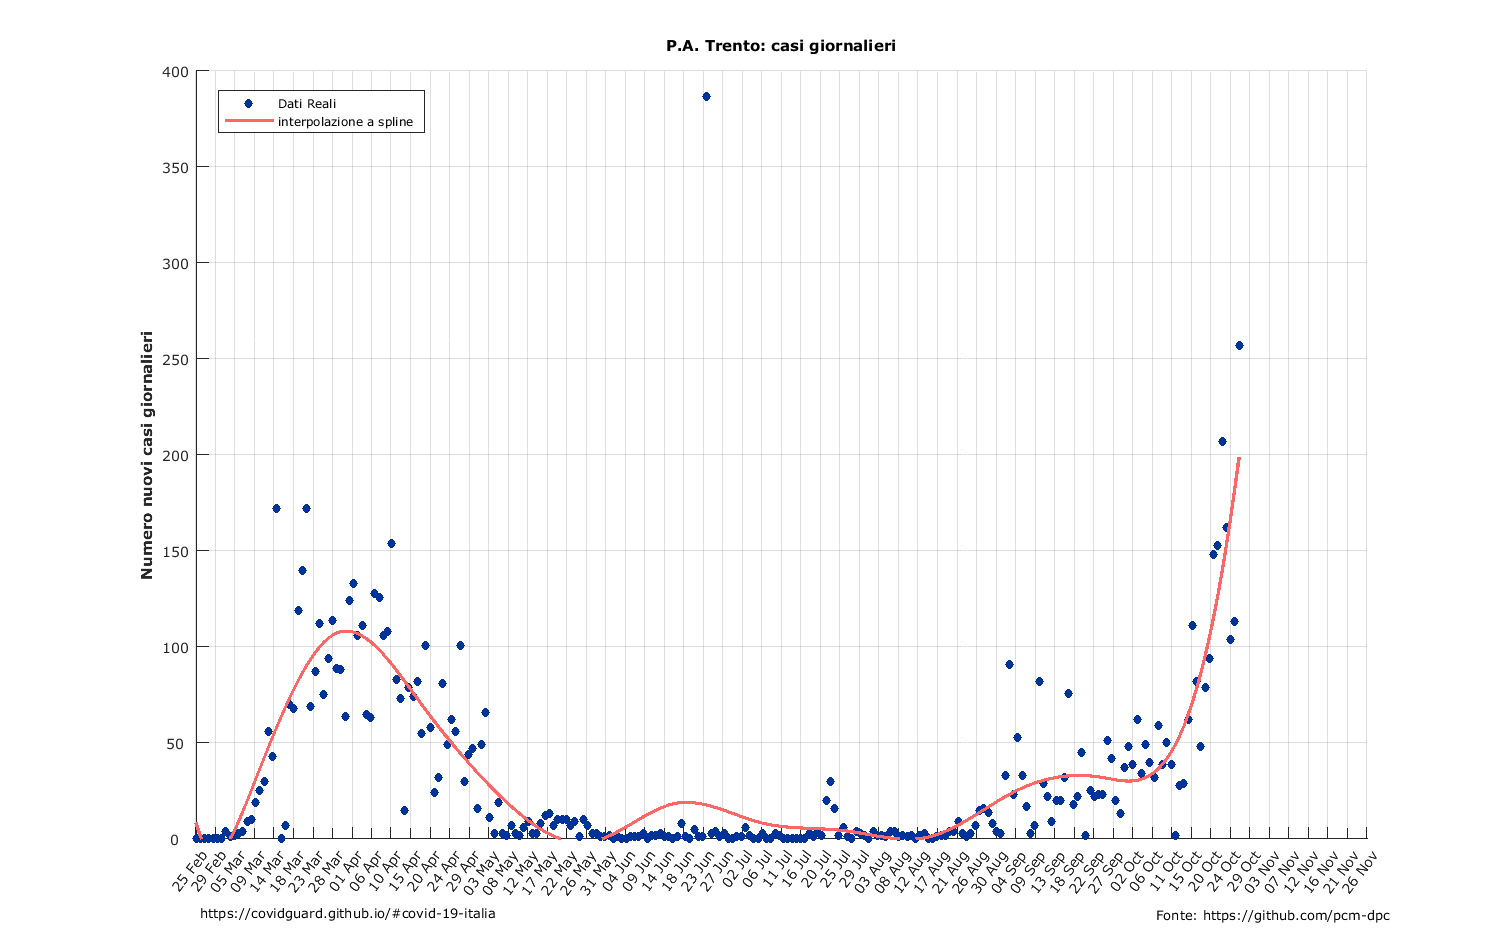 P.A. Trento: casi giornalieri
400
350
300
250
200
150
100
50
0
Numero nuovi casi giornalieri
Dati Reali
interpolazione a spline
25 Feb
29 Feb
05 Mar
09 Mar
14 Mar
18 Mar
23 Mar
28 Mar
01 Apr
06 Apr
10 Apr
15 Apr
20 Apr
24 Apr
29 Apr
03 May
08 May
12 May
17 May
22 May
26 May
31 May
04 Jun
09 Jun
14 Jun
18 Jun
23 Jun
27 Jun
02 Jul
06 Jul
11 Jul
16 Jul
20 Jul
25 Jul
29 Jul
03 Aug
08 Aug
12 Aug
17 Aug
21 Aug
26 Aug
30 Aug
04 Sep
09 Sep
13 Sep
18 Sep
22 Sep
27 Sep
02 Oct
06 Oct
11 Oct
15 Oct
20 Oct
24 Oct
29 Oct
03 Nov
07 Nov
12 Nov
16 Nov
21 Nov
26 Nov
https://covidguard.github.io/#covid-19-italia
Fonte: https://github.com/pcm-dpc